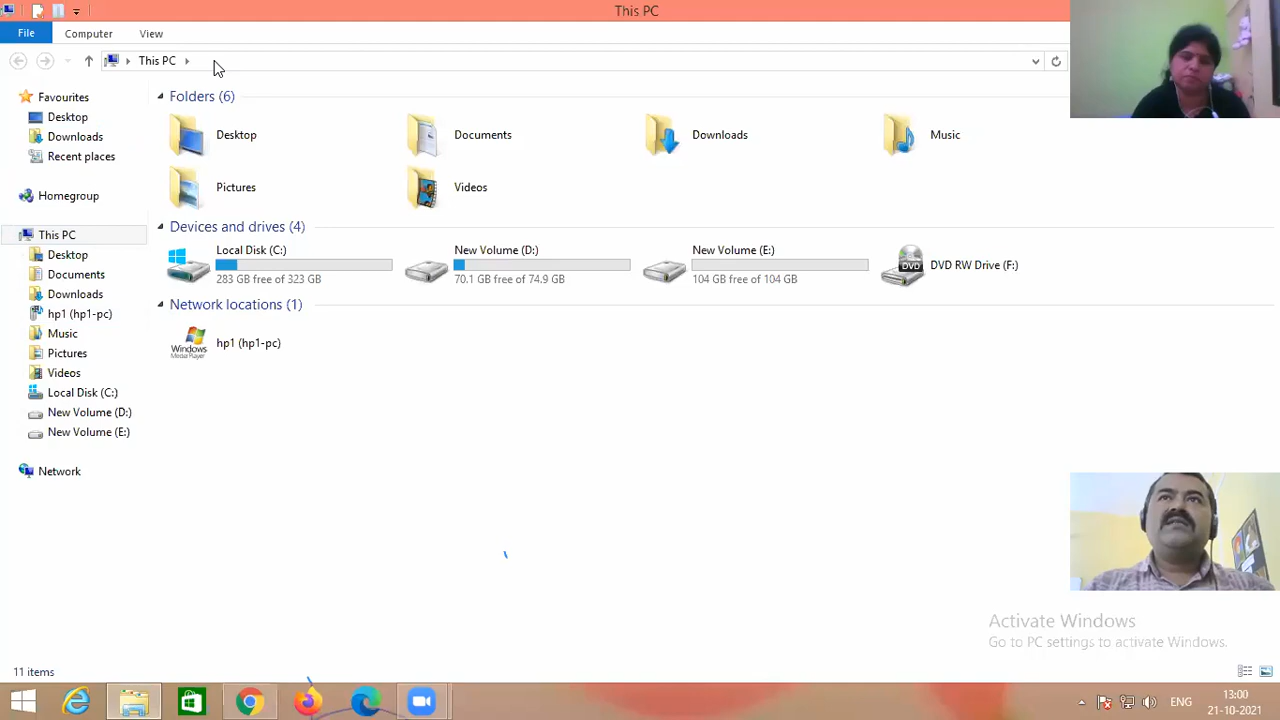 This PC
File Computer View
This PC
Favourites
Desktop
Downloads
Recent places
Homegroup
This PC
Desktop
Documents
Downloads
hp1 (hp1-pc)
Music
Pictures
Videos
Local Disk (C:)
New Volume (D:)
New Volume (E:)
Network
Folders (6)
Desktop
Documents
Downloads
Music
Pictures
Videos
Devices and drives (4)
Local Disk (C:)
283 GB free of 323 GB
New Volume (D:)
70.1 GB free of 74.9 GB
New Volume (E:)
104 GB free of 104 GB
DVD
DVD RW Drive (F:)
Network locations (1)
Windows
Media Player
hp1 (hp1-pc)
Activate Windows
Go to PC settings to activate Windows.
11 items
ENG
13:00
21-10-2021